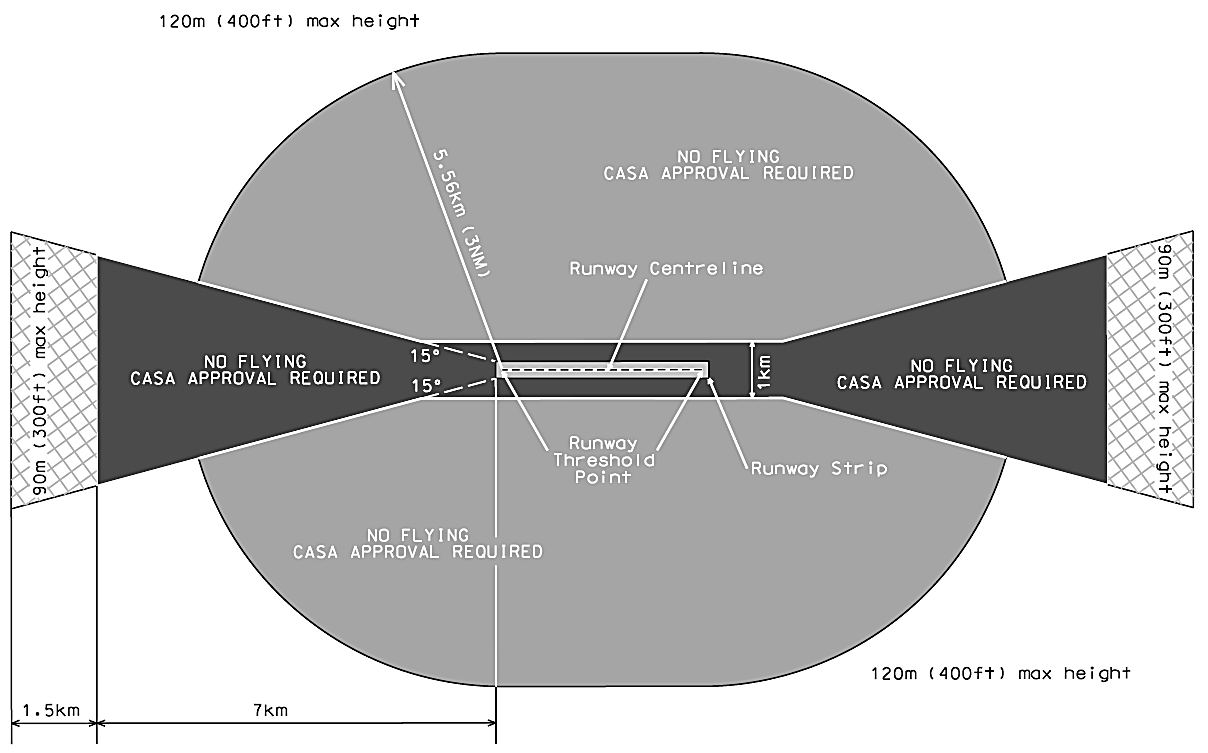 120m (400ft) max height
NO FLYING
CASA APPROVAL REQUIRED
5.56km (3NM)
Runway Centreline
90m (300ft) max height
90m (300ft) max height
15°
15°
NO FLYING
CASA APPROVAL REQUIRED
1km
NO FLYING
CASA APPROVAL REQUIRED
Runway
Threshold
Point
Runway Strip
NO FLYING
CASA APPROVAL REQUIRED
120m (400ft) max height
1.5km
7km